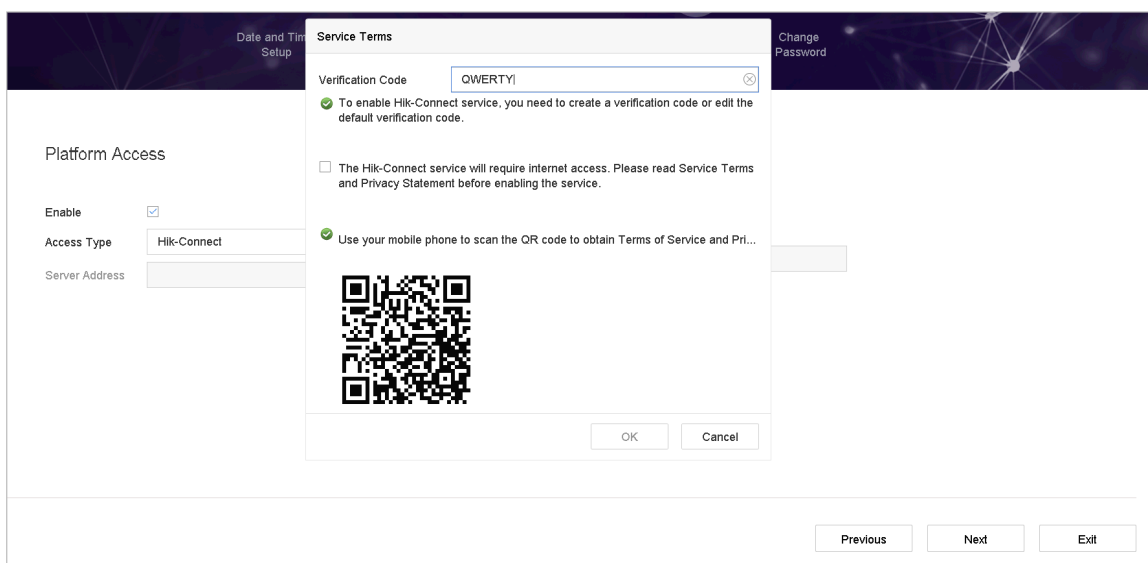 Date and Tim
Setup
Service Terms
Change
Password
Verification Code
QWERTY
To enable Hik-Connect service, you need to create a verification code or edit the
default verification code.
Platform Access
The Hik-Connect service will require internet access. Please read Service Terms
and Privacy Statement before enabling the service.
Enable
Access Type
Hik-Connect
Use your mobile phone to scan the QR code to obtain Terms of Service and Pri...
Server Address
OK
Cancel
Previous
Next
Exit